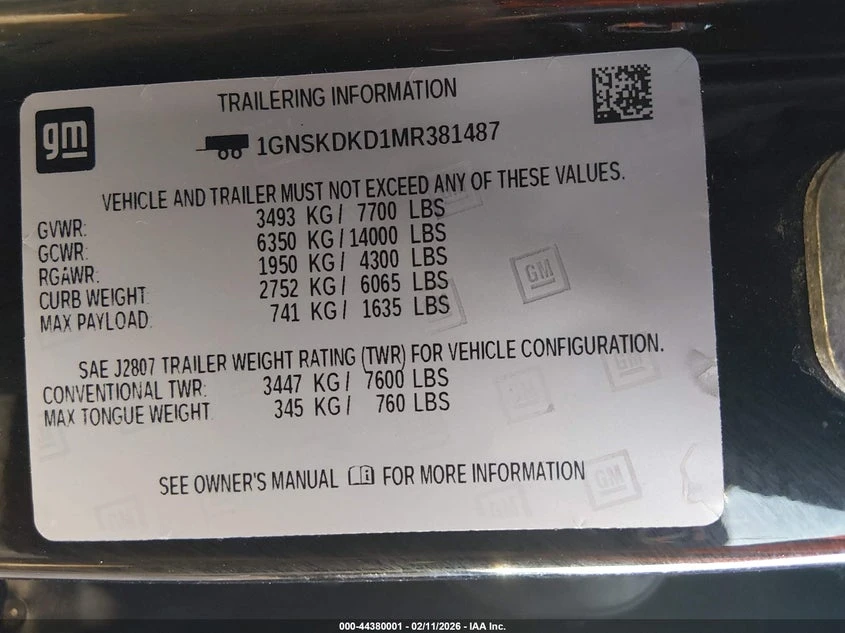 gm
TRAILERING INFORMATION
1GNSKDKD1MR381487
VEHICLE AND TRAILER MUST NOT EXCEED ANY OF THESE VALUES.
GVWR: 3493 KG / 7700 LBS
GCWR: 6350 KG / 14000 LBS
RGAWR: 1950 KG / 4300 LBS
CURB WEIGHT: 2752 KG / 6065 LBS
MAX PAYLOAD: 741 KG / 1635 LBS
SAE J2807 TRAILER WEIGHT RATING (TWR) FOR VEHICLE CONFIGURATION.
CONVENTIONAL TWR: 3447 KG / 7600 LBS
MAX TONGUE WEIGHT 345 KG / 760 LBS
SEE OWNER'S MANUAL FOR MORE INFORMATION
GM
GM
GM
000-44380001 - 02/11/2026 - IAA Inc.